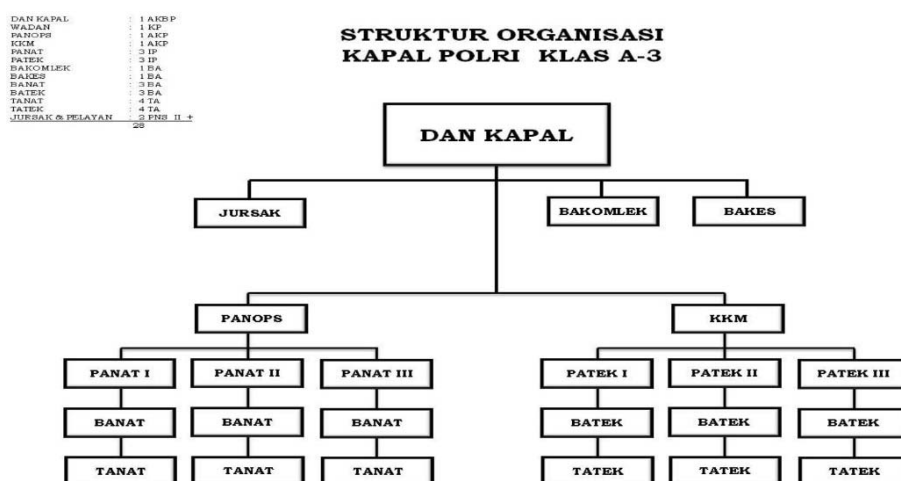 DAN KAPAL : 1 AKBP
WADAN : 1 KP
PANOPS : 1 AKP
KKM : 1 AKP
PANAT : 3 IP
PATEK : 3 IP
BAKOMLEK : 1 BA
BAKES : 1 BA
BANAT : 3 BA
BATEK : 3 BA
TANAT : 4 TA
TATEK : 4 TA
JURSAK & PELAYAN : 2 PNS II +
28
STRUKTUR ORGANISASI
KAPAL POLRI KLAS A-3
DAN KAPAL
JURSAK BAKOMLEK BAKES
PANOPS KKM
PANAT I PANAT II PANAT III PATEK I PATEK II PATEK III
BANAT BANAT BANAT BATEK BATEK BATEK
TANAT TANAT TANAT TATEK TATEK TATEK